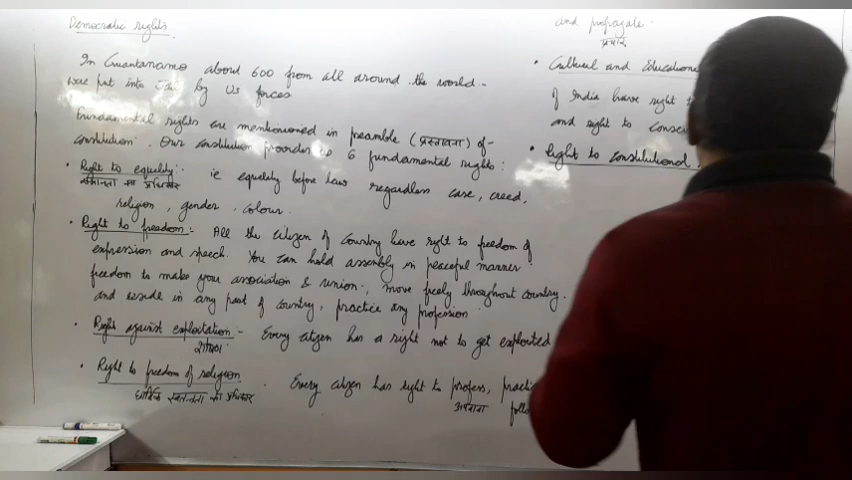 Democratic rights
In Guantanamo about 600 from all around the world
were put into by US forces
Fundamental rights are mentioned in preamble (प्रस्तावना) of
constitution. Our constitution provides us 6 fundamental rights:
• Right to equality:- ie equality before laws regardless case, creed,
समानता का अधिकार
religion, gender, colour.
• Right to freedom:- All the citizen of country have right to freedom of
expression and speech. You can hold assembly in peaceful manner.
freedom to make your association & union, move freely throughout country.
and reside in any part of country, practice any profession
• Right against exploitation:- Every citizen has a right not to get exploited
शोषण
• Right to freedom of religion. Every citizen has right to profess,
धार्मिक स्वतन्त्रता का अधिकार
अपनाना
and propagate.
प्रचार
• Cultural and
of India have right
and right to
• Right to constitutional